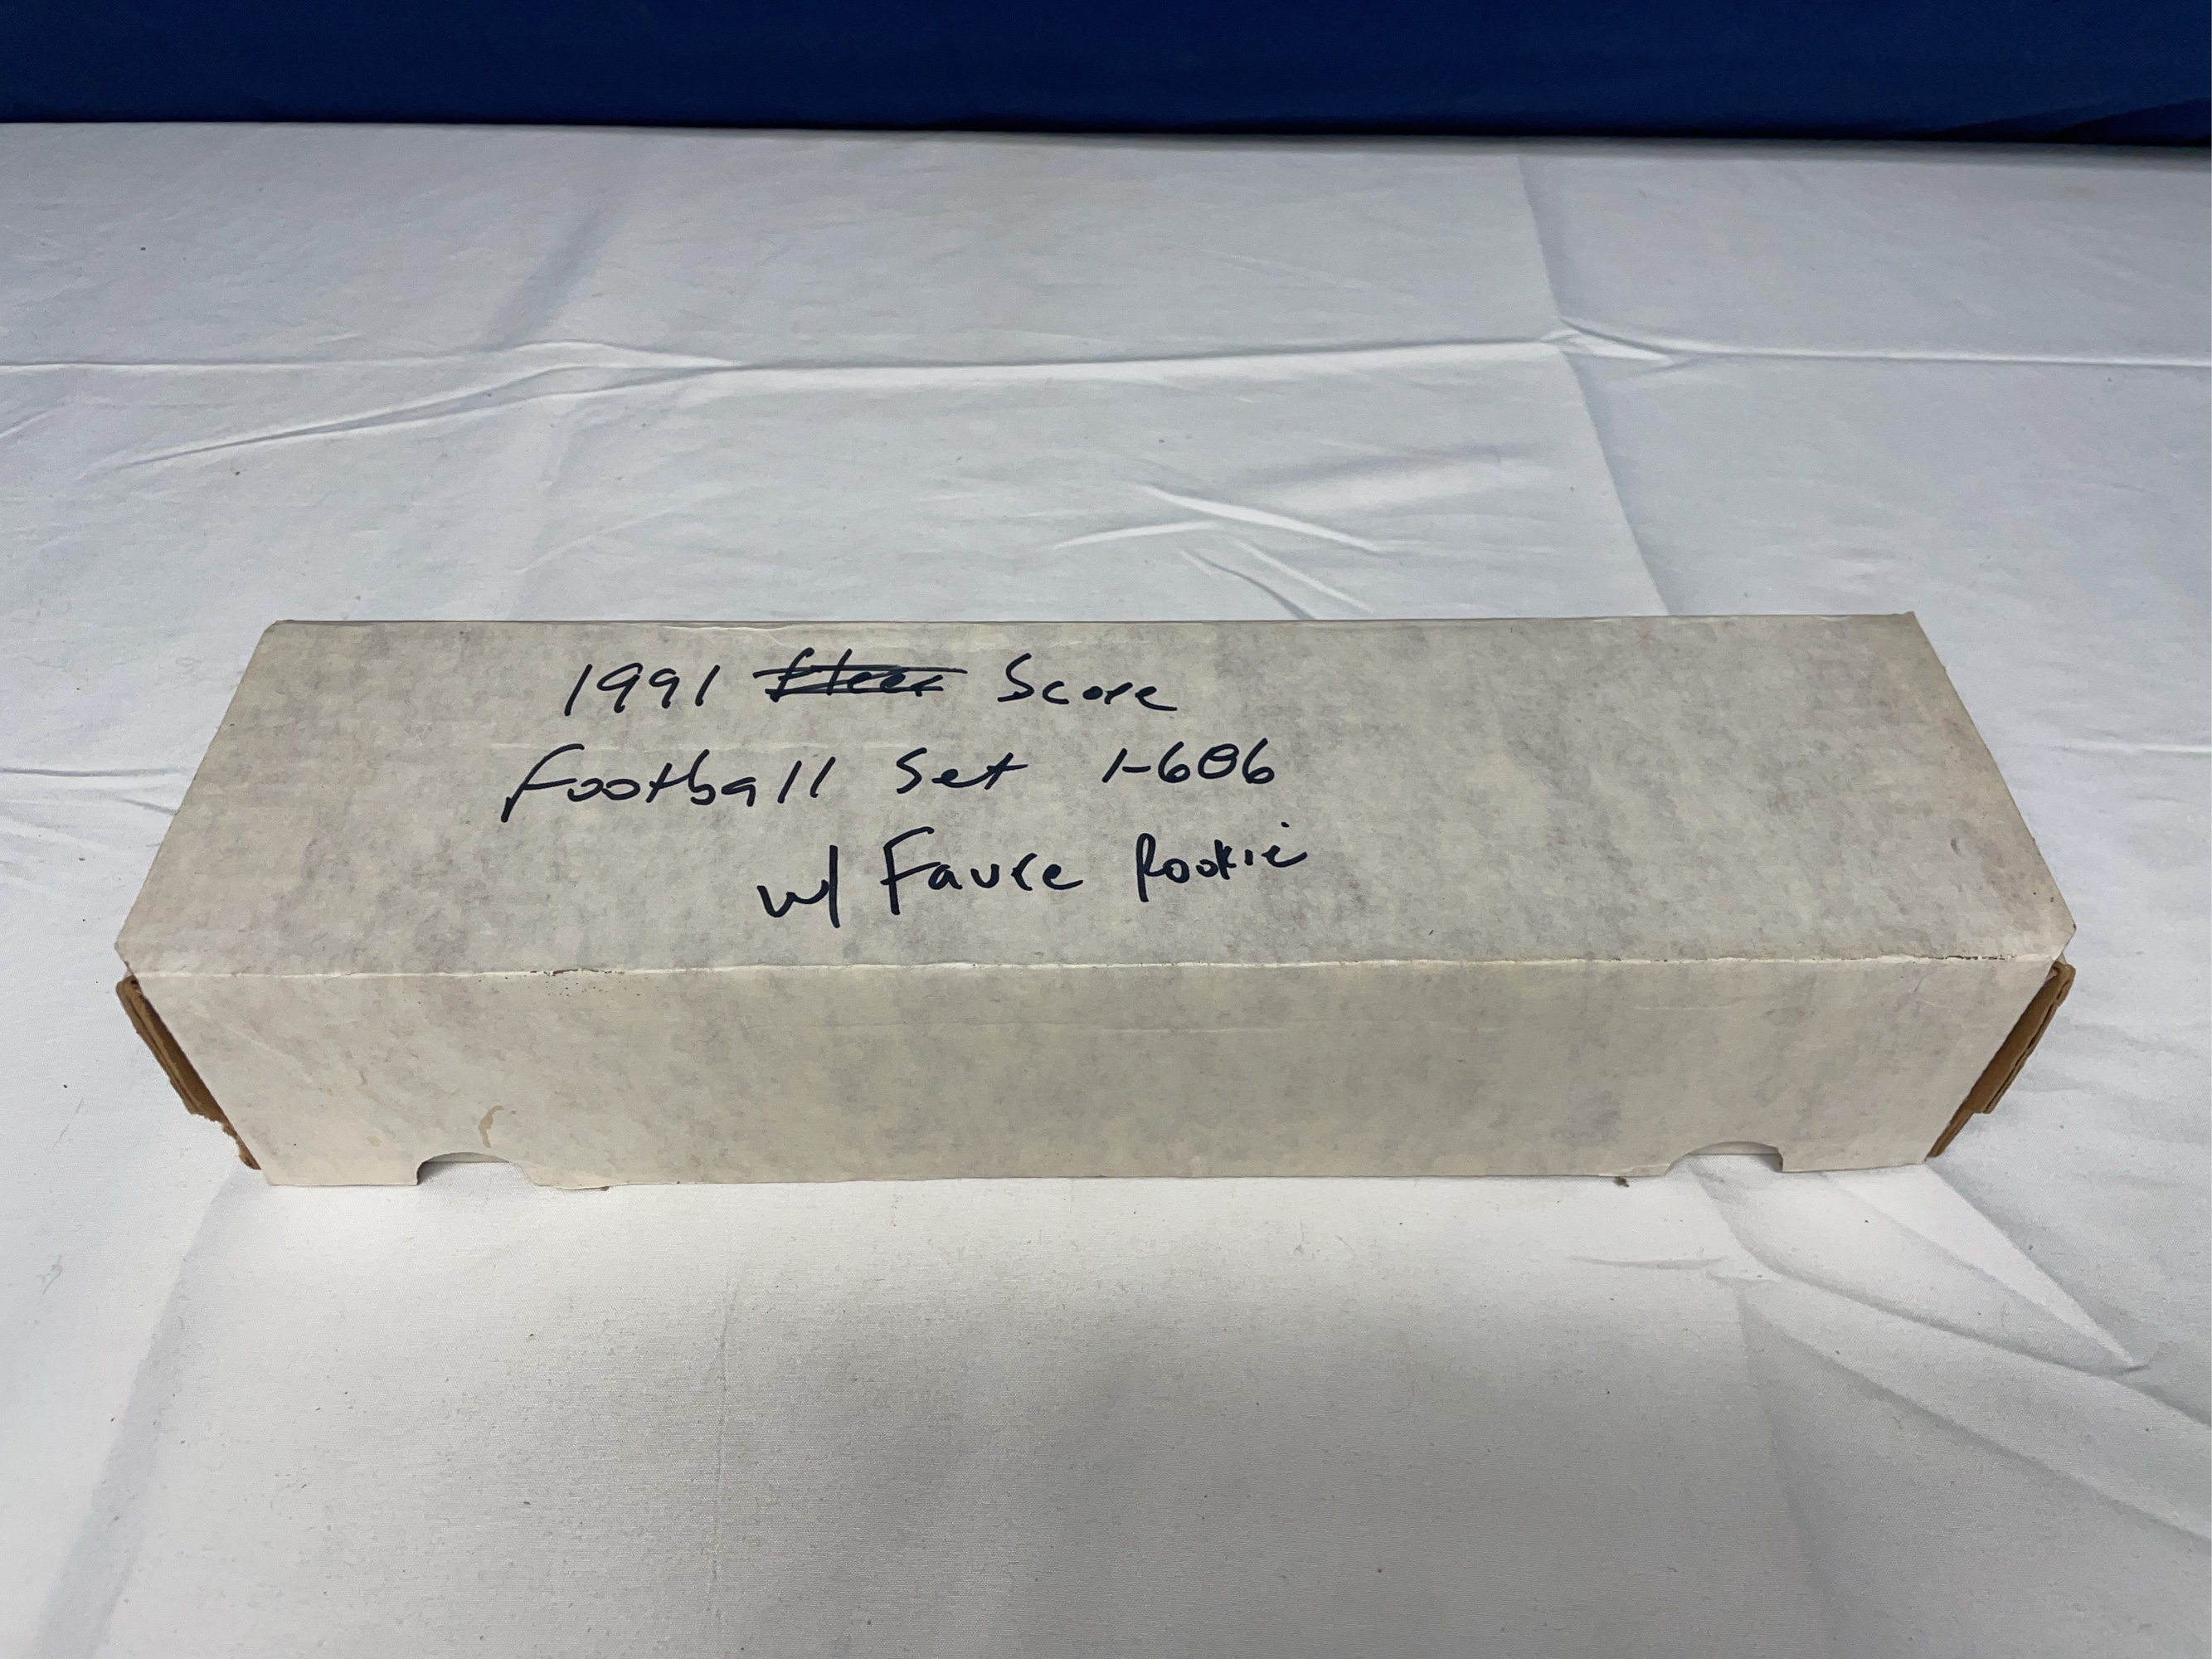 1991 Fleer Score
Football Set 1-686
w/ Favre Rookie